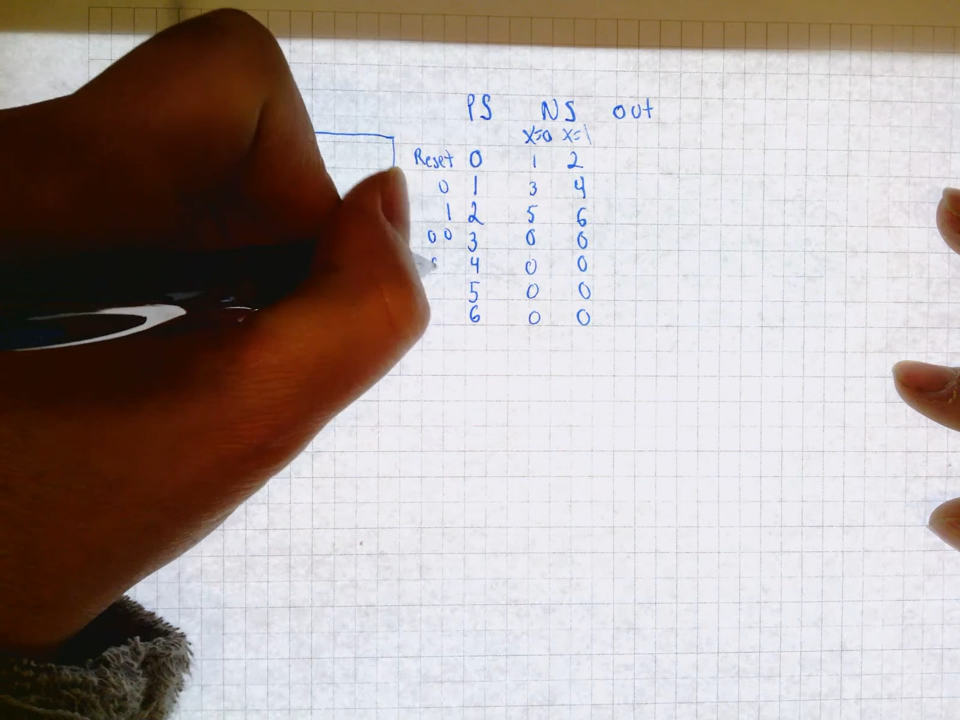 PS NS out
x=0 x=1
Reset 0 1 2
0 1 3 4
1 2 5 6
00 3 0 0
4 0 0
5 0 0
6 0 0